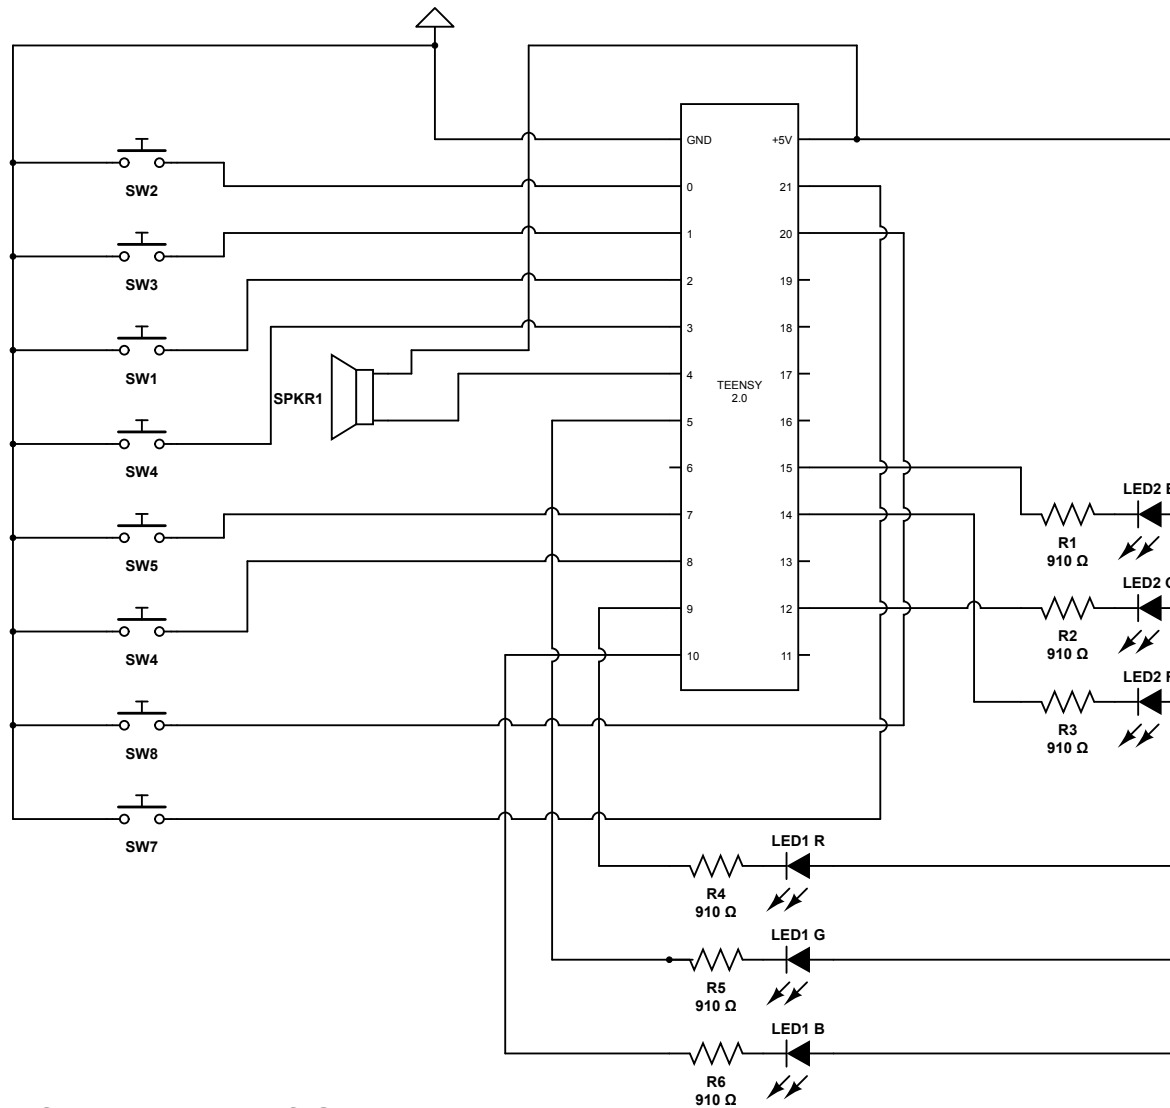 GND
+5V
0
21
1
20
2
19
3
18
4
17
TEENSY
2.0
5
16
6
15
7
14
8
13
9
12
10
11
SW2
SW3
SW1
SW4
SW5
SW4
SW8
SW7
SPKR1
LED2
R1
910 Ω
LED2
R2
910 Ω
LED2
R3
910 Ω
LED1 R
R4
910 Ω
LED1 G
R5
910 Ω
LED1 B
R6
910 Ω